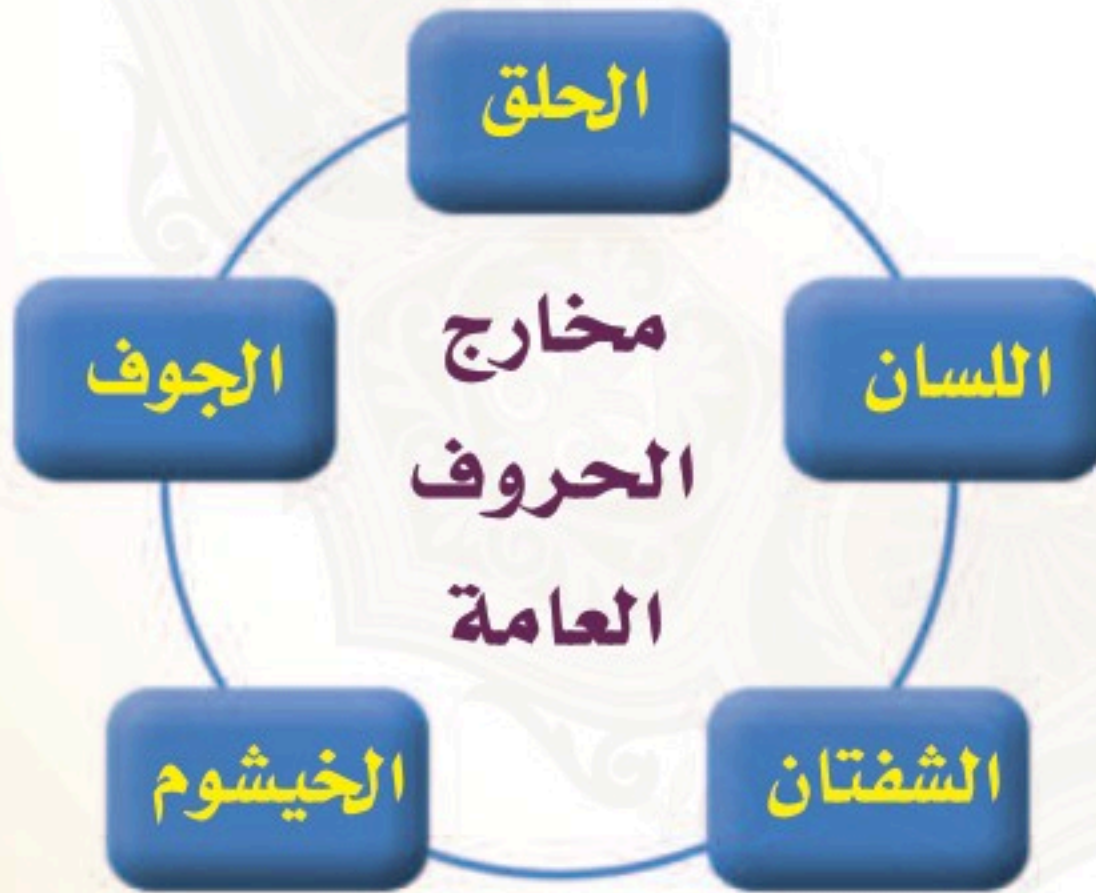 الحلق
مخارج
الحروف
العامة
اللسان
الشفتان
الخيشوم
الجوف